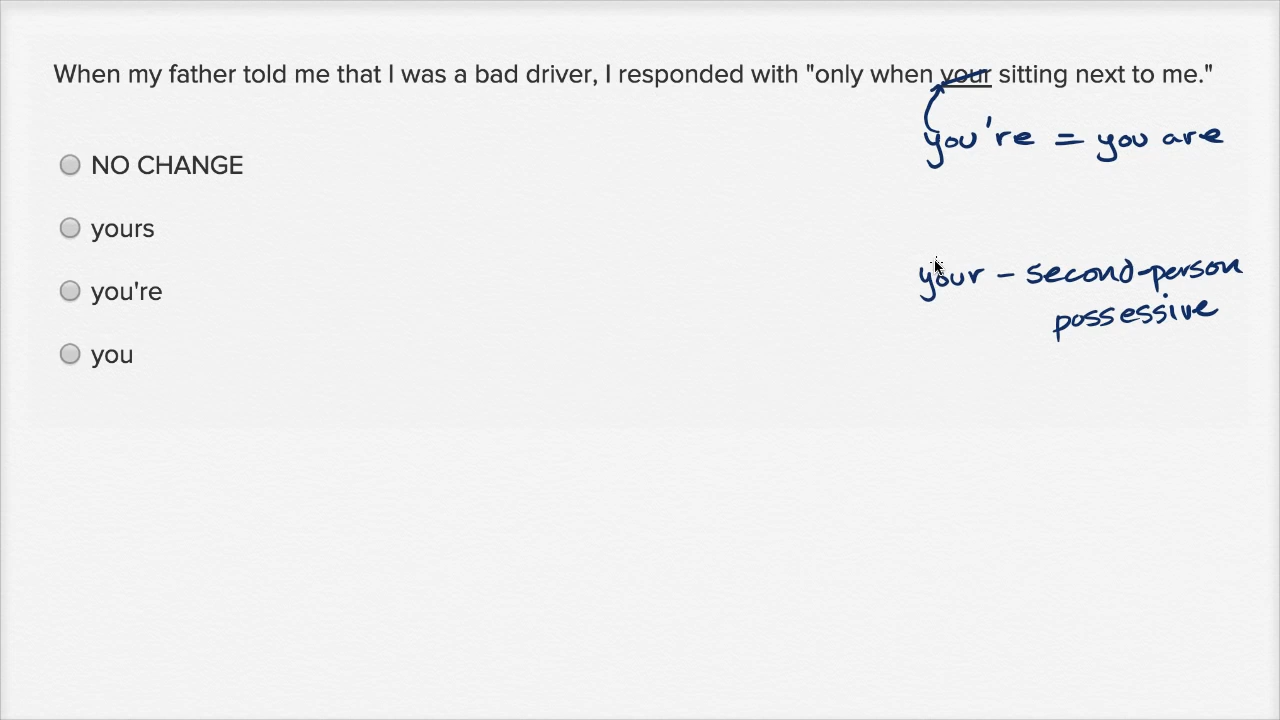 When my father told me that I was a bad driver, I responded with "only when your sitting next to me."
you're = you are
NO CHANGE
yours
your - second-person
possessive
you're
you